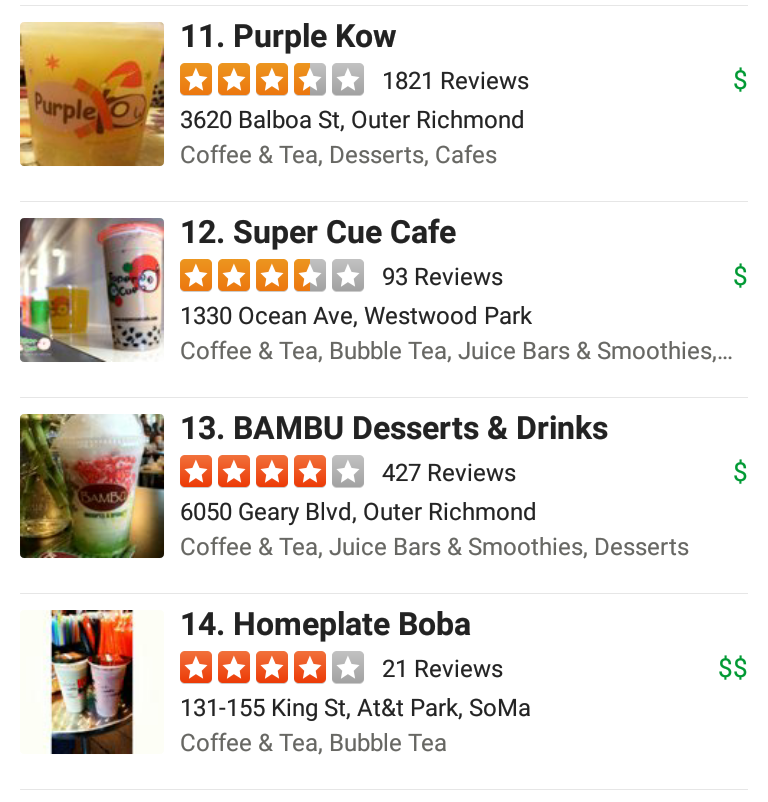 11. Purple Kow
1821 Reviews
$
3620 Balboa St, Outer Richmond
Coffee & Tea, Desserts, Cafes
Purple
12. Super Cue Cafe
93 Reviews
$
1330 Ocean Ave, Westwood Park
Coffee & Tea, Bubble Tea, Juice Bars & Smoothies,...
13. BAMBU Desserts & Drinks
427 Reviews
$
6050 Geary Blvd, Outer Richmond
Coffee & Tea, Juice Bars & Smoothies, Desserts
BAMBU
14. Homeplate Boba
21 Reviews
$$
131-155 King St, At&t Park, SoMa
Coffee & Tea, Bubble Tea